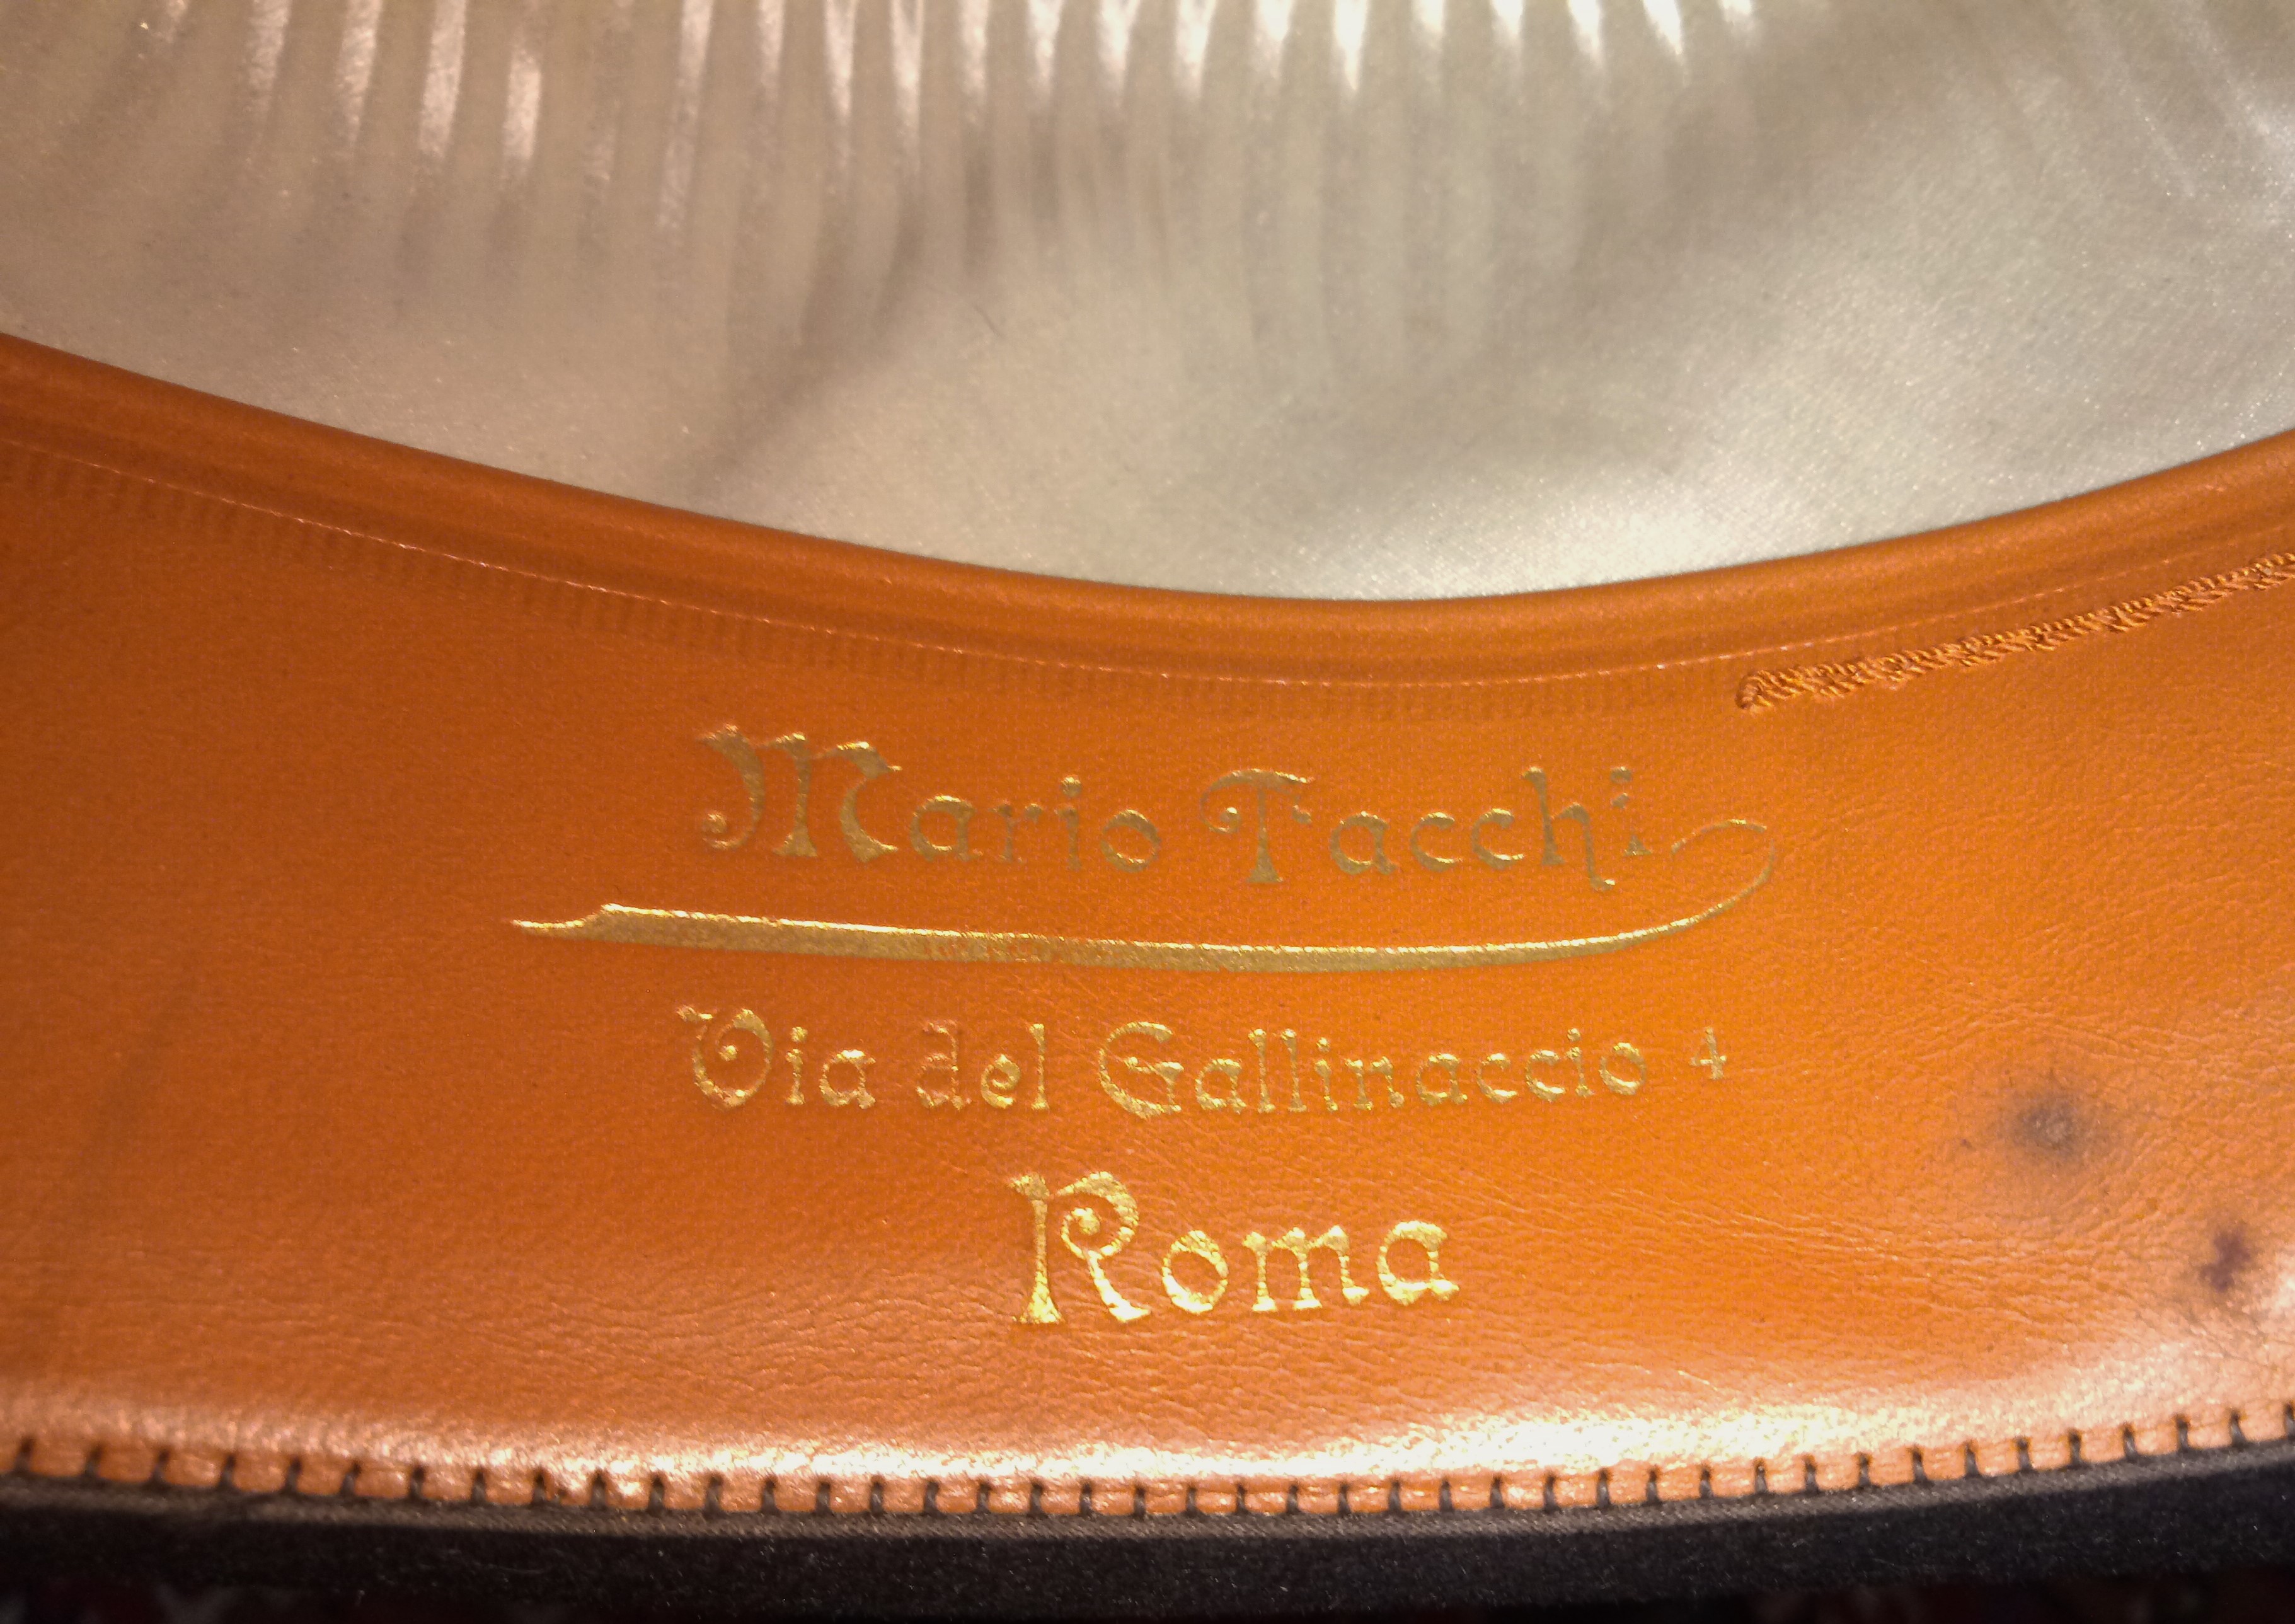 Mario Tacchi
Via del Gallinaccio 4
Roma